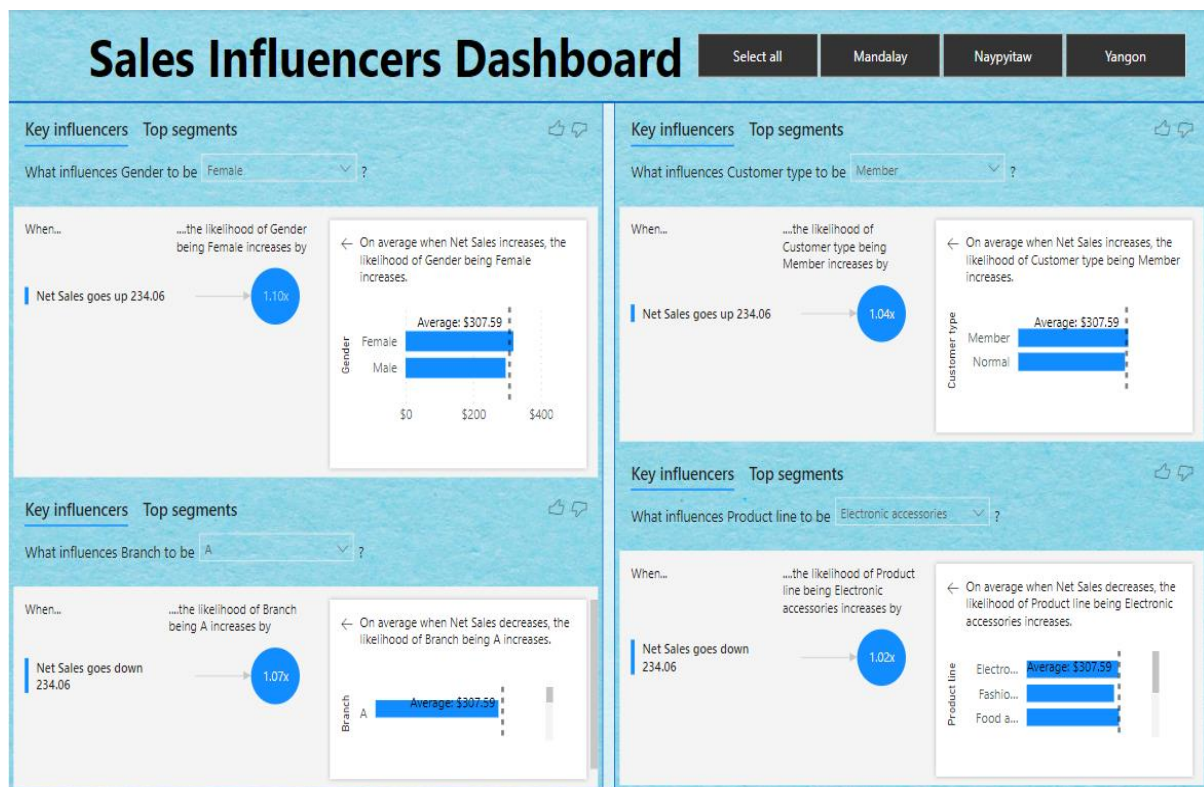 Sales Influencers Dashboard
Select all
Mandalay
Naypyitaw
Yangon
Key influencers Top segments
What influences Gender to be Female ?
When...
....the likelihood of Gender
being Female increases by
Net Sales goes up 234.06
1.10x
On average when Net Sales increases, the
likelihood of Gender being Female
increases.
Average: $307.59
Gender
Female
Male
$0 $200 $400
Key influencers Top segments
What influences Customer type to be Member ?
When...
....the likelihood of
Customer type being
Member increases by
Net Sales goes up 234.06
1.04x
On average when Net Sales increases, the
likelihood of Customer type being Member
increases.
Average: $307.59
Customer type
Member
Normal
Key influencers Top segments
What influences Branch to be A ?
When...
....the likelihood of Branch
being A increases by
Net Sales goes down
234.06
1.07x
On average when Net Sales decreases, the
likelihood of Branch being A increases.
Average: $307.59
Branch
A
Key influencers Top segments
What influences Product line to be Electronic accessories ?
When...
....the likelihood of Product
line being Electronic
accessories increases by
Net Sales goes down
234.06
1.02x
On average when Net Sales decreases, the
likelihood of Product line being Electronic
accessories increases.
Average: $307.59
Product line
Electro...
Fashio...
Food a...